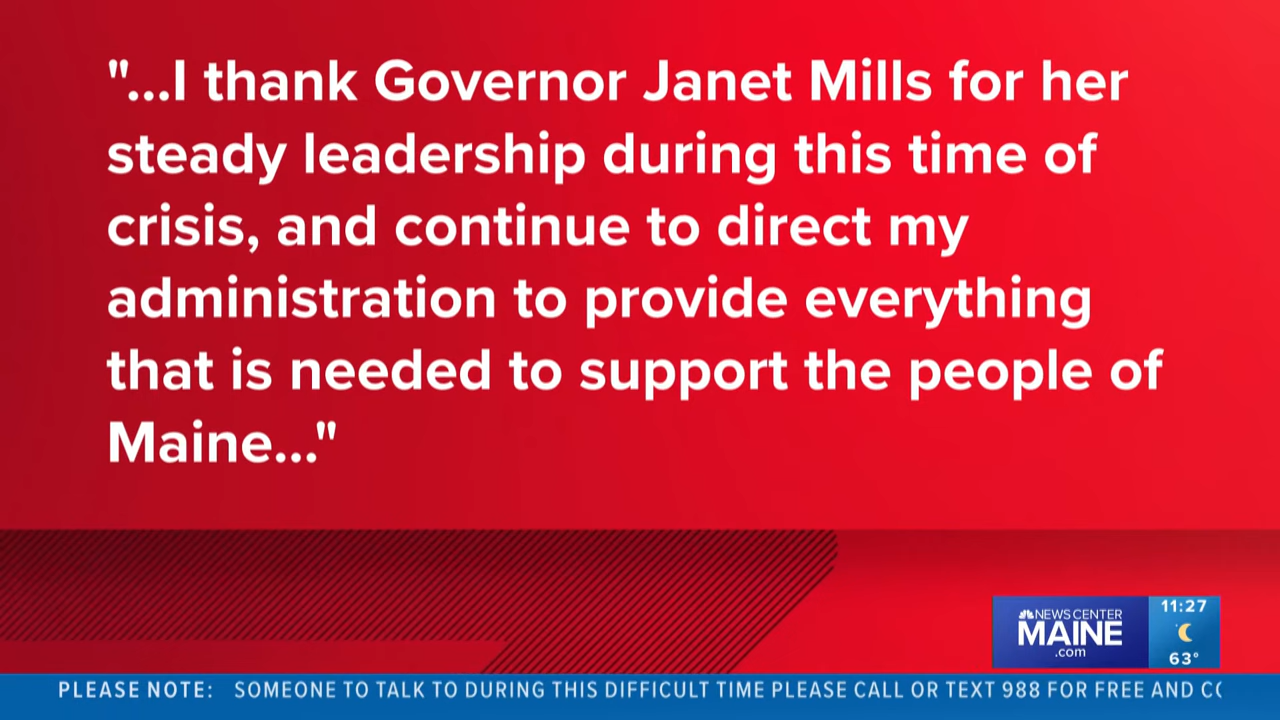 "...I thank Governor Janet Mills for her
steady leadership during this time of
crisis, and continue to direct my
administration to provide everything
that is needed to support the people of
Maine..."
NEWS CENTER
MAINE
.com
11:27
63°
PLEASE NOTE: SOMEONE TO TALK TO DURING THIS DIFFICULT TIME PLEASE CALL OR TEXT 988 FOR FREE AND